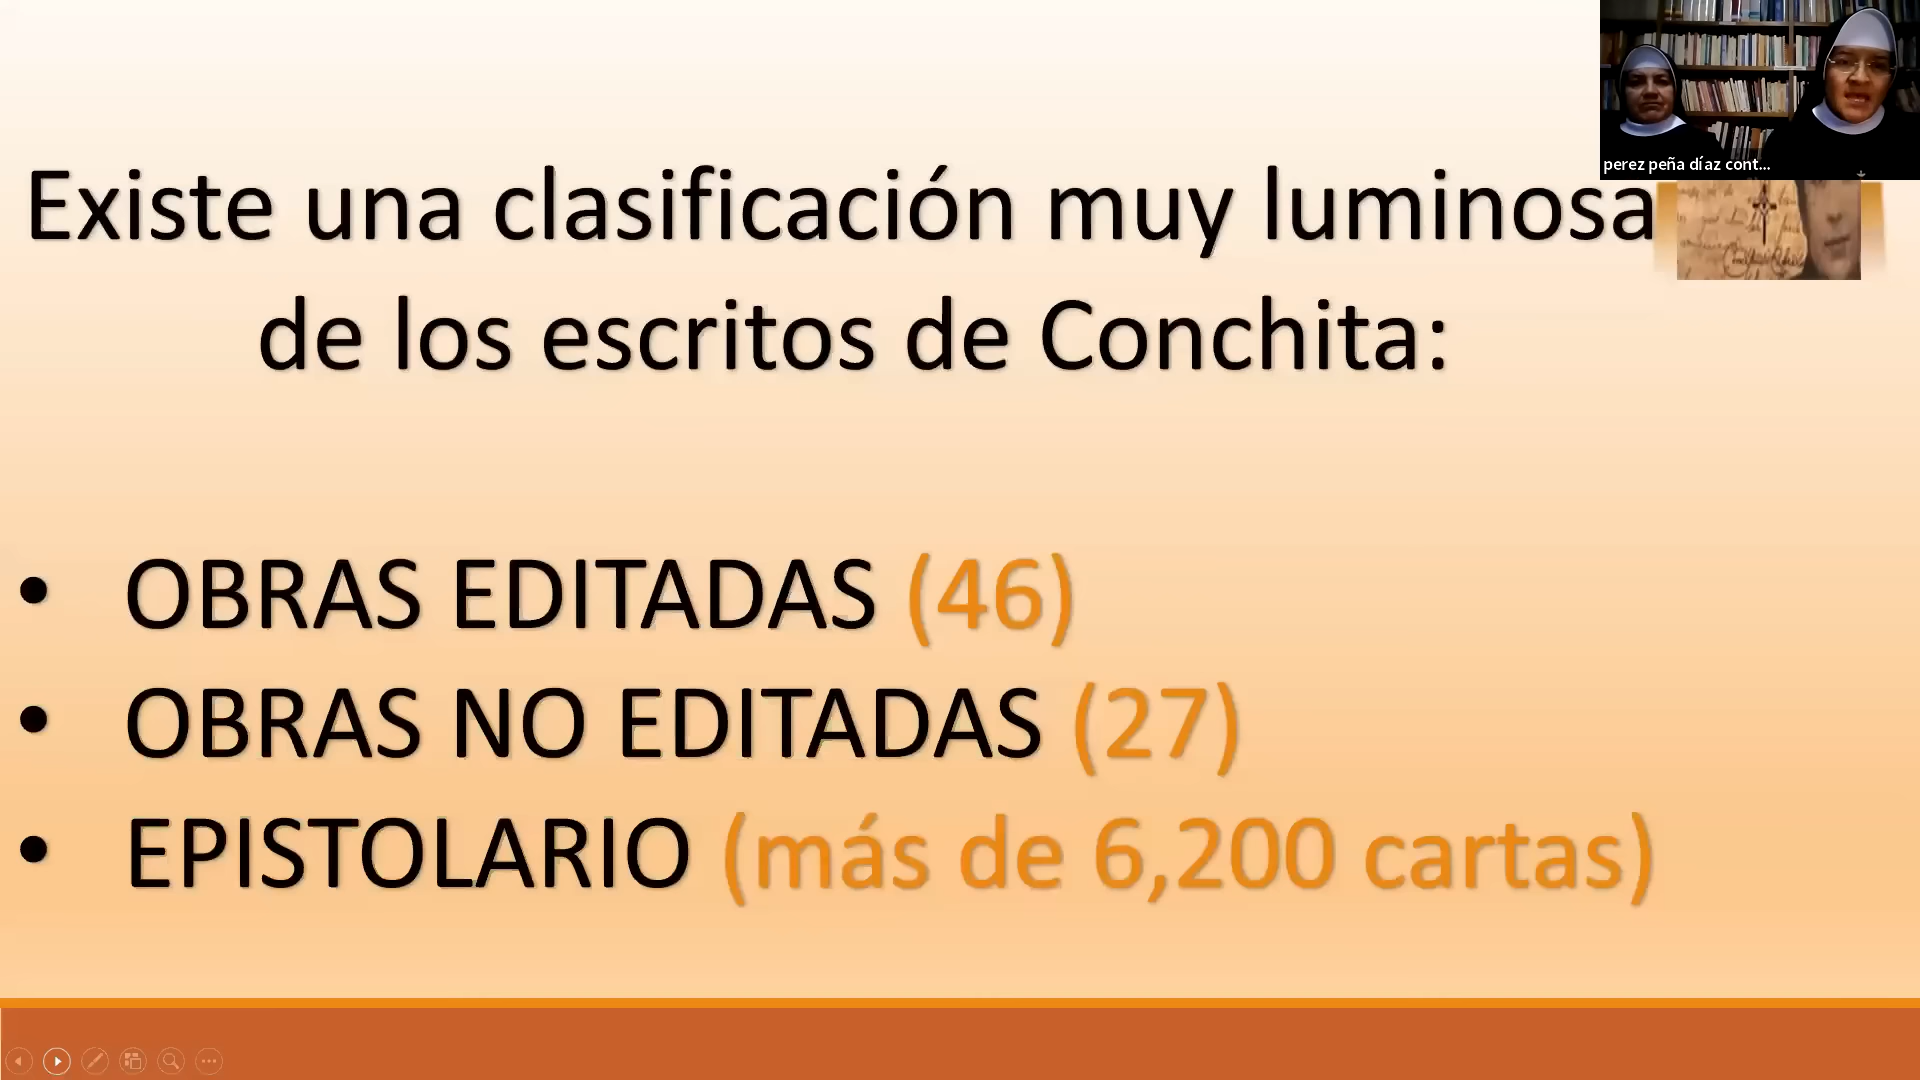 Existe una clasificación muy luminosa
de los escritos de Conchita:
• OBRAS EDITADAS (46)
• OBRAS NO EDITADAS (27)
• EPISTOLARIO (más de 6,200 cartas)
perez peña díaz cont...